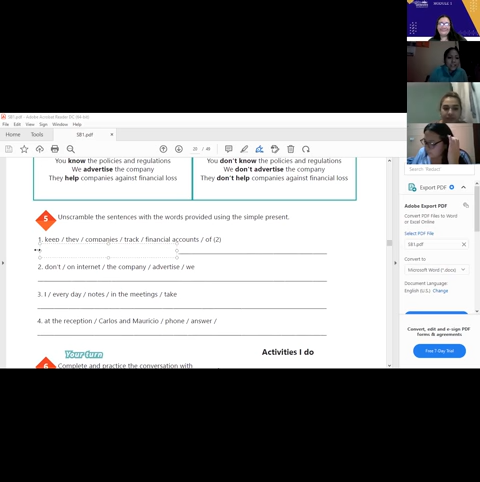 MODULE 1
SB1.pdf - Adobe Acrobat Reader DC (64-bit)
File Edit View Sign Window Help
Home Tools SB1.pdf ×
You know the policies and regulations
We advertise the company
They help companies against financial loss
You don't know the policies and regulations
We don't advertise the company
They don't help companies against financial loss
5 Unscramble the sentences with the words provided using the simple present.
1. keep / they / companies / track / financial accounts / of (2)
2. don't / on internet / the company / advertise / we
3. I / every day / notes / in the meetings / take
4. at the reception / Carlos and Mauricio / phone / answer /
Your turn
Activities I do
6 Complete and practice the conversation with
Export PDF
Adobe Export PDF
Convert PDF Files to Word
or Excel Online
Select PDF File
SB1.pdf ×
Convert to
Microsoft Word (*.docx)
Document Language:
English (U.S.) Change
Convert, edit and e-sign PDF
forms & agreements
Free 7-Day Trial